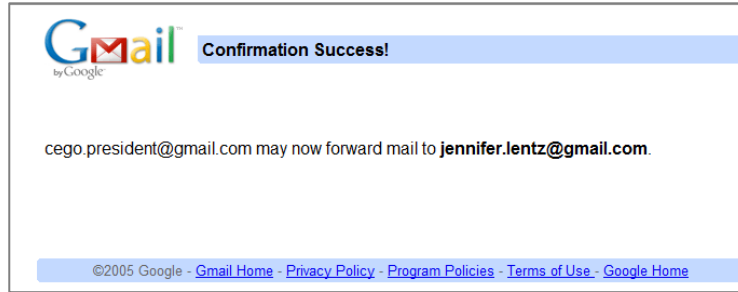 Gmail™
by Google
Confirmation Success!
cego.president@gmail.com may now forward mail to jennifer.lentz@gmail.com.
©2005 Google - Gmail Home - Privacy Policy - Program Policies - Terms of Use - Google Home